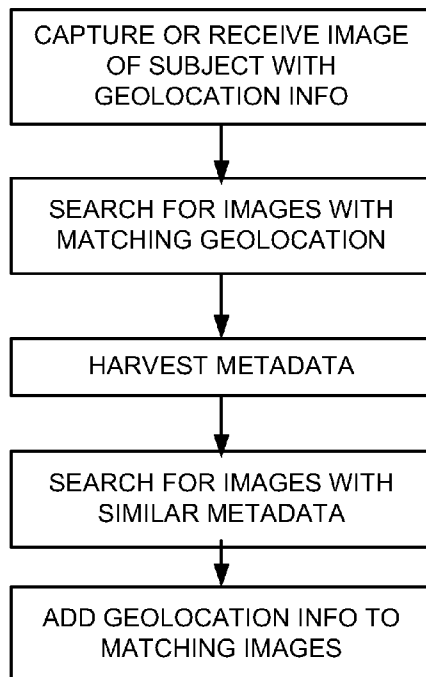 CAPTURE OR RECEIVE IMAGE
OF SUBJECT WITH
GEOLOCATION INFO
SEARCH FOR IMAGES WITH
MATCHING GEOLOCATION
HARVEST METADATA
SEARCH FOR IMAGES WITH
SIMILAR METADATA
ADD GEOLOCATION INFO TO
MATCHING IMAGES